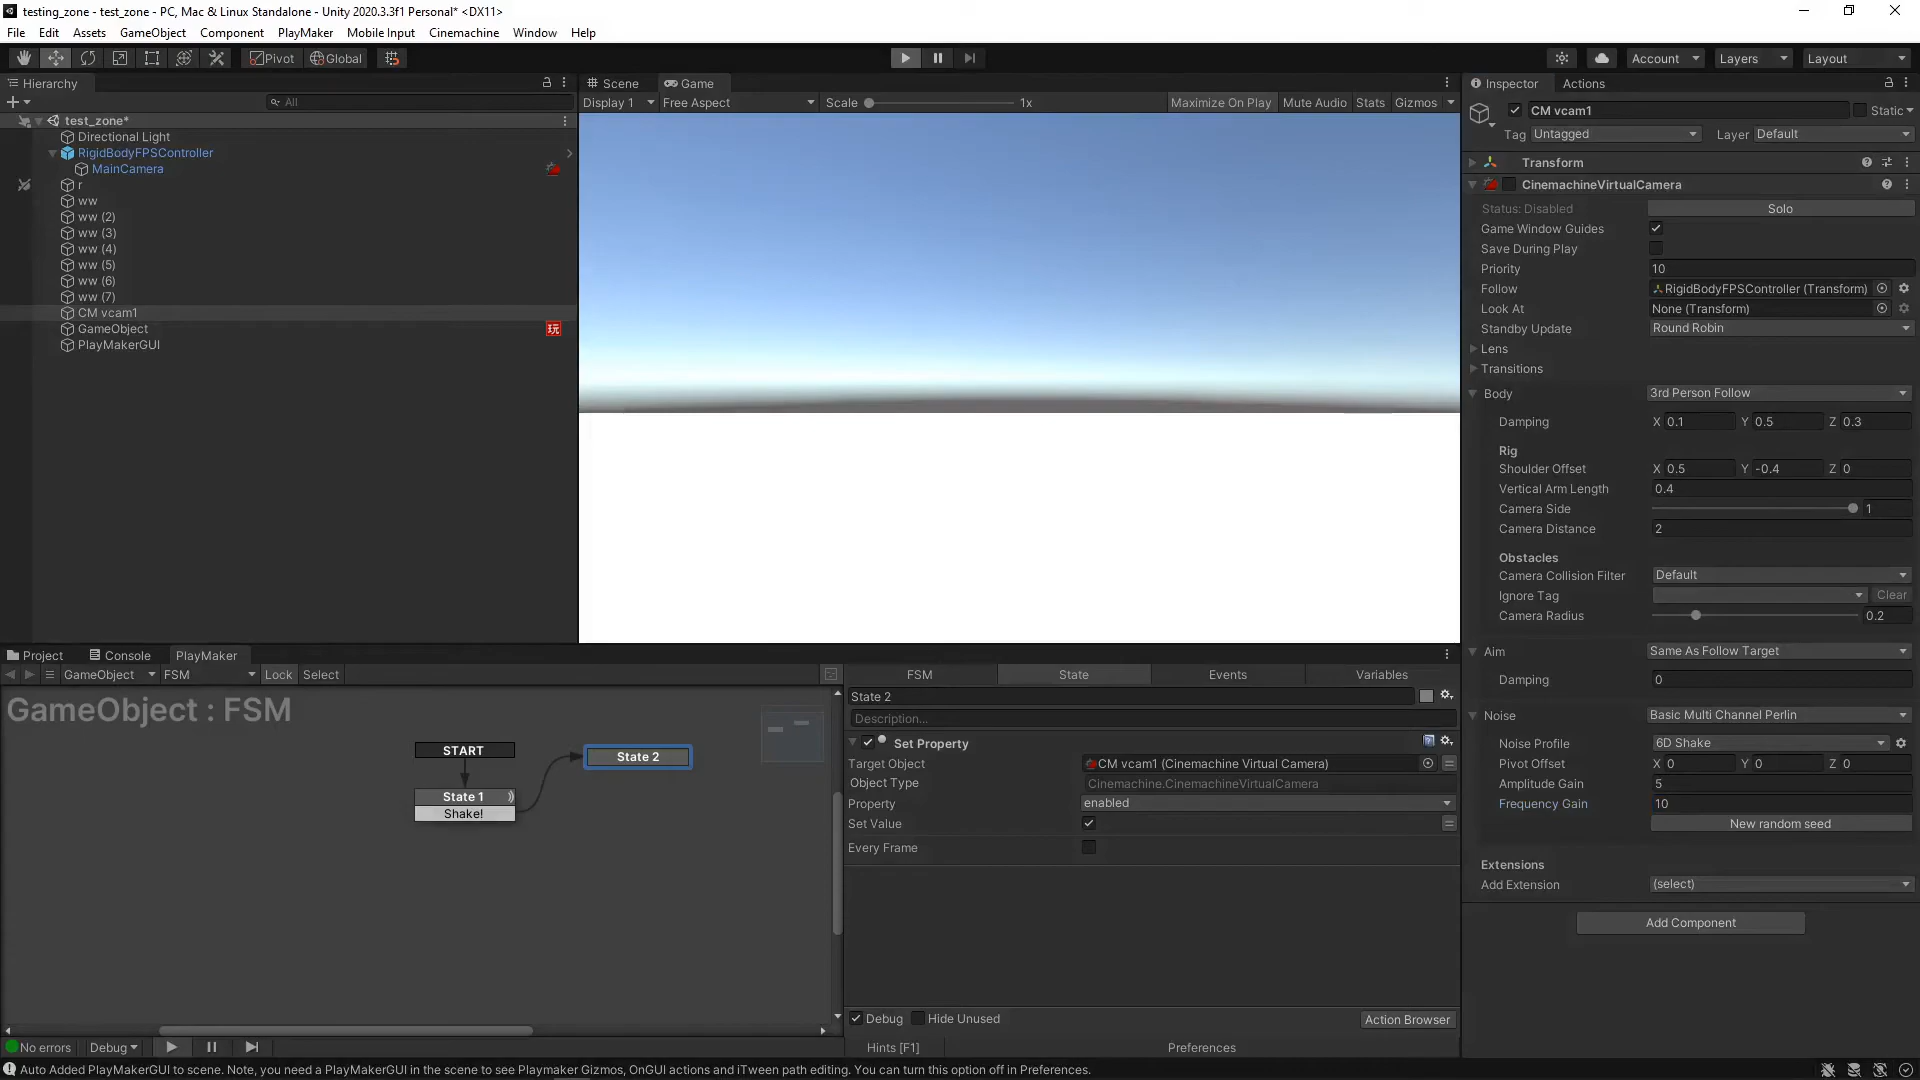 testing_zone - test_zone - PC, Mac & Linux Standalone - Unity 2020.3.3f1 Personal* <DX11>
File Edit Assets GameObject Component PlayMaker Mobile Input Cinemachine Window Help
Pivot Global Account Layers Layout
Hierarchy
All
test_zone*
Directional Light
RigidBodyFPSController
MainCamera
r
ww
ww (2)
ww (3)
ww (4)
ww (5)
ww (6)
ww (7)
CM vcam1
GameObject
玩
PlayMakerGUI
Scene Game
Display 1 Free Aspect Scale 1x Maximize On Play Mute Audio Stats Gizmos
Inspector Actions
CM vcam1 Static
Tag Untagged Layer Default
Transform
CinemachineVirtualCamera
Status: Disabled Solo
Game Window Guides
Save During Play
Priority 10
Follow RigidBodyFPSController (Transform)
Look At None (Transform)
Standby Update Round Robin
Lens
Transitions
Body 3rd Person Follow
Damping X 0.1 Y 0.5 Z 0.3
Rig
Shoulder Offset X 0.5 Y -0.4 Z 0
Vertical Arm Length 0.4
Camera Side 1
Camera Distance 2
Obstacles
Camera Collision Filter Default
Ignore Tag Clear
Camera Radius 0.2
Aim Same As Follow Target
Damping 0
Noise Basic Multi Channel Perlin
Noise Profile 6D Shake
Pivot Offset X 0 Y 0 Z 0
Amplitude Gain 5
Frequency Gain 10
New random seed
Extensions
Add Extension (select)
Add Component
Project Console PlayMaker
GameObject FSM Lock Select
GameObject : FSM
START
State 1
Shake!
State 2
FSM State Events Variables
State 2
Description...
Set Property
Target Object CM vcam1 (Cinemachine Virtual Camera)
Object Type Cinemachine.CinemachineVirtualCamera
Property enabled
Set Value
Every Frame
Debug Hide Unused Action Browser
No errors Debug Hints [F1] Preferences
Auto Added PlayMakerGUI to scene. Note, you need a PlayMakerGUI in the scene to see Playmaker Gizmos, OnGUI actions and iTween path editing. You can turn this option off in Preferences.